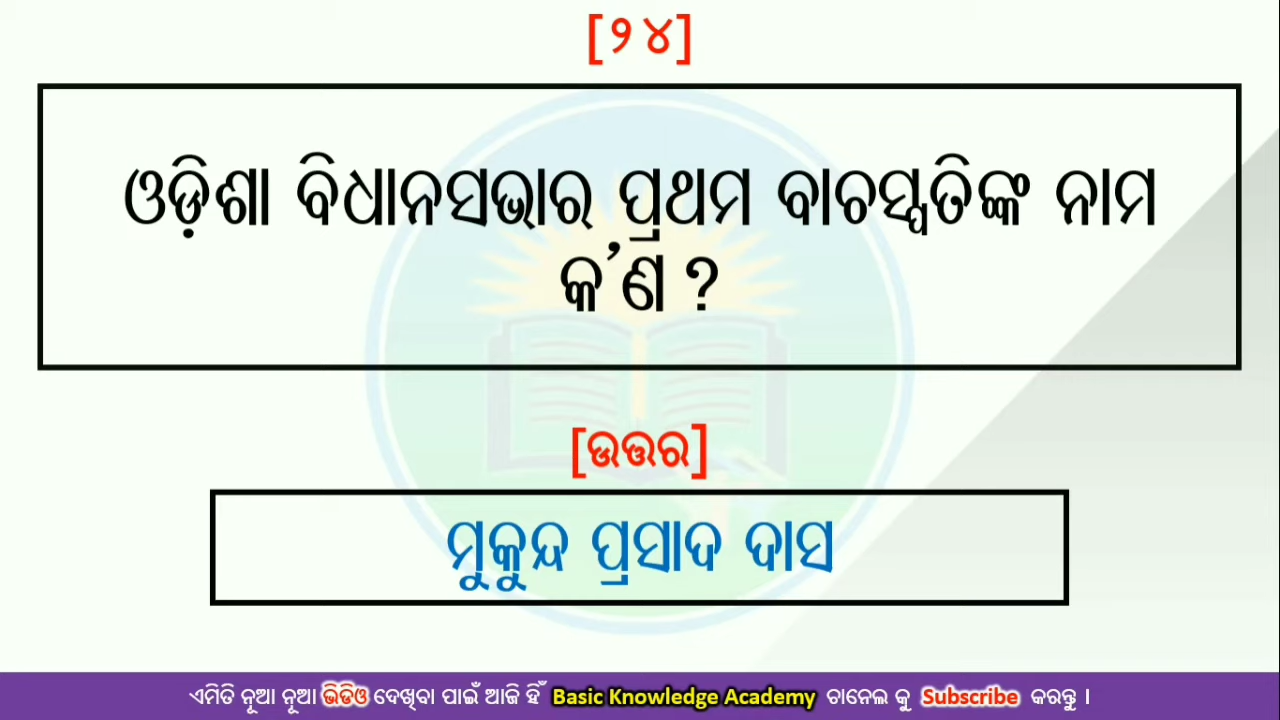 [୨୪]
ଓଡ଼ିଶା ବିଧାନସଭାର ପ୍ରଥମ ବାଚସ୍ପତିଙ୍କ ନାମ
କ'ଣ ?
[ଉତ୍ତର]
ମୁକୁନ୍ଦ ପ୍ରସାଦ ଦାସ
ଏମିତି ନୂଆ ନୂଆ ଭିଡିଓ ଦେଖିବା ପାଇଁ ଆଜି ହିଁ Basic Knowledge Academy ଚାନେଲ କୁ Subscribe କରନ୍ତୁ ।